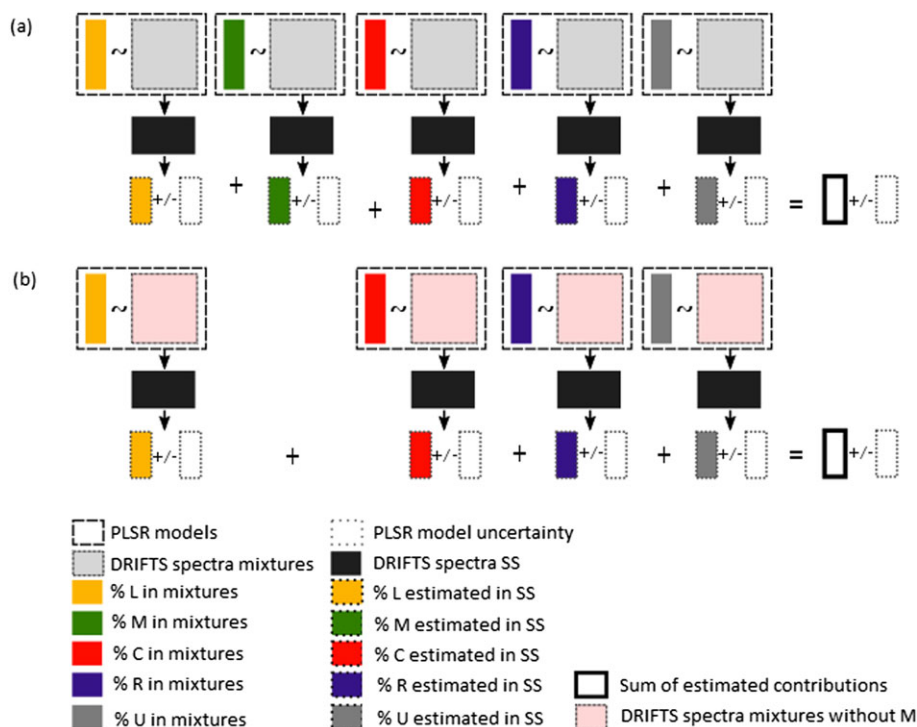 (a)
~ ~ ~ ~ ~
+/- + +/- + +/- + +/- + +/- = +/-
(b)
~ ~ ~ ~
+/- + +/- + +/- + +/- = +/-
PLSR models PLSR model uncertainty
DRIFTS spectra mixtures DRIFTS spectra SS
% L in mixtures % L estimated in SS
% M in mixtures % M estimated in SS
% C in mixtures % C estimated in SS
% R in mixtures % R estimated in SS Sum of estimated contributions
% U in mixtures % U estimated in SS DRIFTS spectra mixtures without M